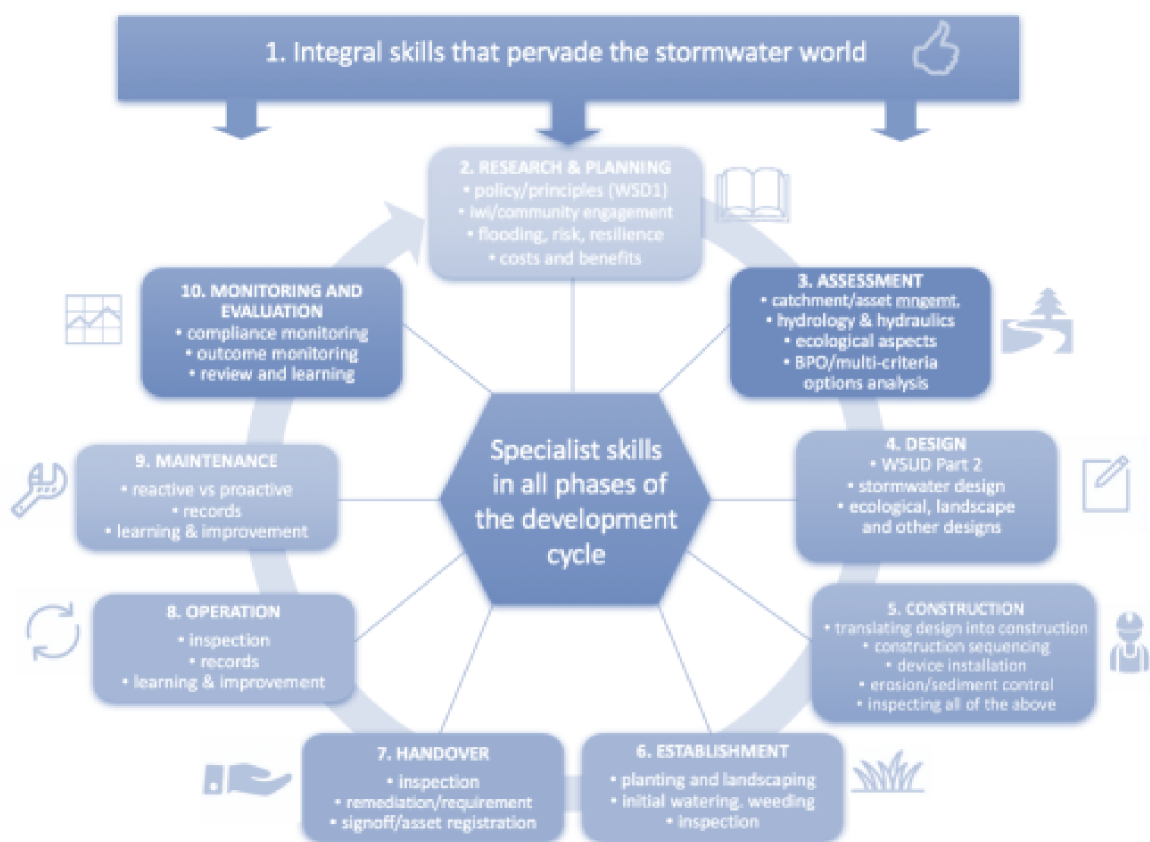 1. Integral skills that pervade the stormwater world
2. RESEARCH & PLANNING
• policy/principles (WSD1)
• iwi/community engagement
• flooding, risk, resilience
• costs and benefits
3. ASSESSMENT
• catchment/asset mngemt.
• hydrology & hydraulics
• ecological aspects
• BPO/multi-criteria
options analysis
4. DESIGN
• WSUD Part 2
• stormwater design
• ecological, landscape
and other designs
5. CONSTRUCTION
• translating design into construction
• construction sequencing
• device installation
• erosion/sediment control
• inspecting all of the above
6. ESTABLISHMENT
• planting and landscaping
• initial watering, weeding
• inspection
7. HANDOVER
• inspection
• remediation/requirement
• signoff/asset registration
8. OPERATION
• inspection
• records
• learning & improvement
9. MAINTENANCE
• reactive vs proactive
• records
• learning & improvement
10. MONITORING AND
EVALUATION
• compliance monitoring
• outcome monitoring
• review and learning
Specialist skills
in all phases of
the development
cycle